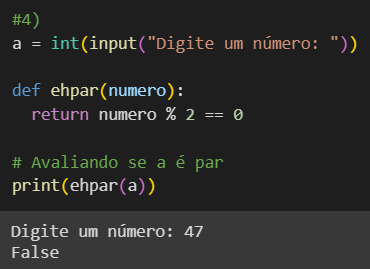 #4)
a = int(input("Digite um número: "))
def ehpar(numero):
  return numero % 2 == 0
# Avaliando se a é par
print(ehpar(a))
Digite um número: 47
False